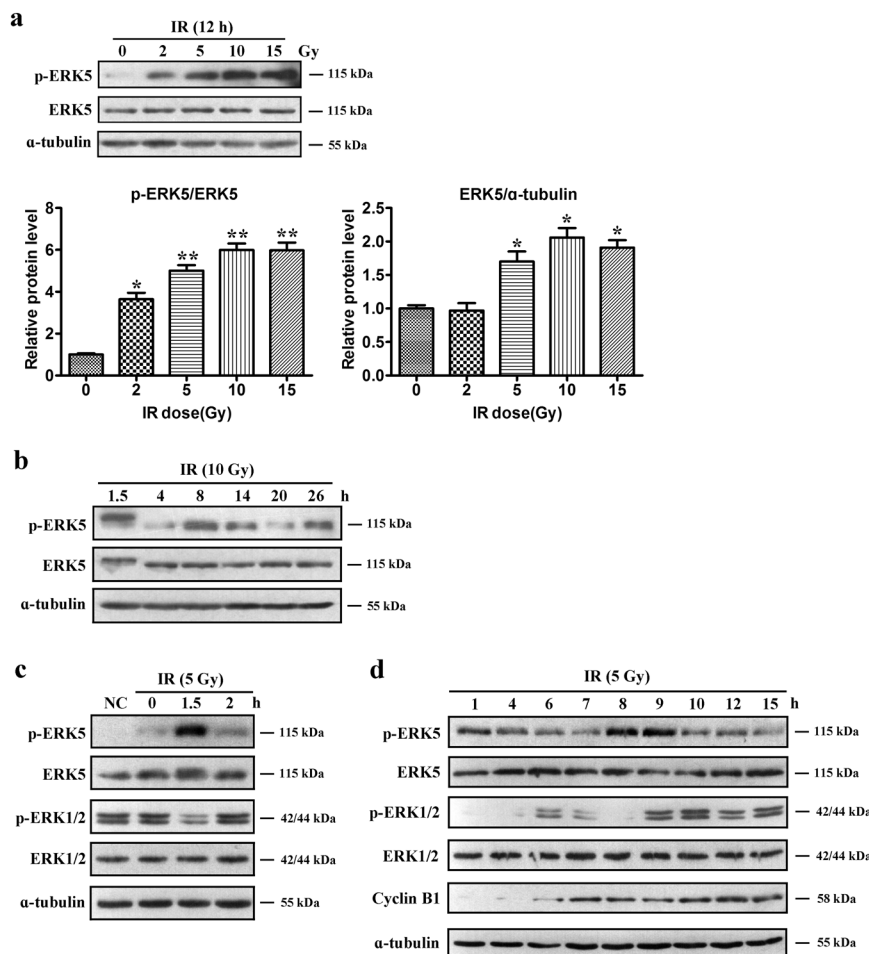 a
IR (12 h)
0 2 5 10 15 Gy
p-ERK5 115 kDa
ERK5 115 kDa
α-tubulin 55 kDa
p-ERK5/ERK5
Relative protein level
8
6
4
2
0
* ** ** **
0 2 5 10 15
IR dose(Gy)
ERK5/α-tubulin
Relative protein level
2.5
2.0
1.5
1.0
0.5
0.0
* * *
0 2 5 10 15
IR dose(Gy)
b
IR (10 Gy)
1.5 4 8 14 20 26 h
p-ERK5 115 kDa
ERK5 115 kDa
α-tubulin 55 kDa
c
IR (5 Gy)
NC 0 1.5 2 h
p-ERK5 115 kDa
ERK5 115 kDa
p-ERK1/2 42/44 kDa
ERK1/2 42/44 kDa
α-tubulin 55 kDa
d
IR (5 Gy)
1 4 6 7 8 9 10 12 15 h
p-ERK5 115 kDa
ERK5 115 kDa
p-ERK1/2 42/44 kDa
ERK1/2 42/44 kDa
Cyclin B1 58 kDa
α-tubulin 55 kDa